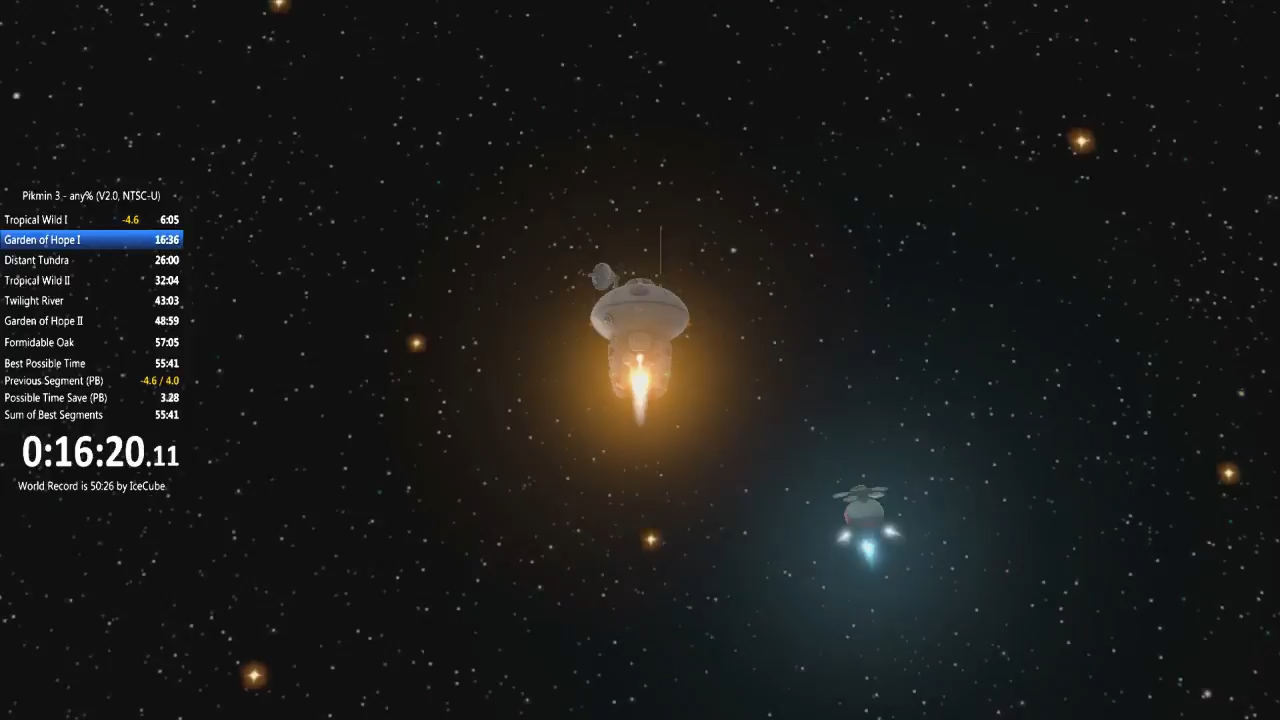 Pikmin 3 - any% (V2.0, NTSC-U)
Tropical Wild I -4.6 6:05
Garden of Hope I 16:36
Distant Tundra 26:00
Tropical Wild II 32:04
Twilight River 43:03
Garden of Hope II 48:59
Formidable Oak 57:05
Best Possible Time 55:41
Previous Segment (PB) -4.6 / 4.0
Possible Time Save (PB) 3.28
Sum of Best Segments 55:41
0:16:20.11
World Record is 50:26 by IceCube